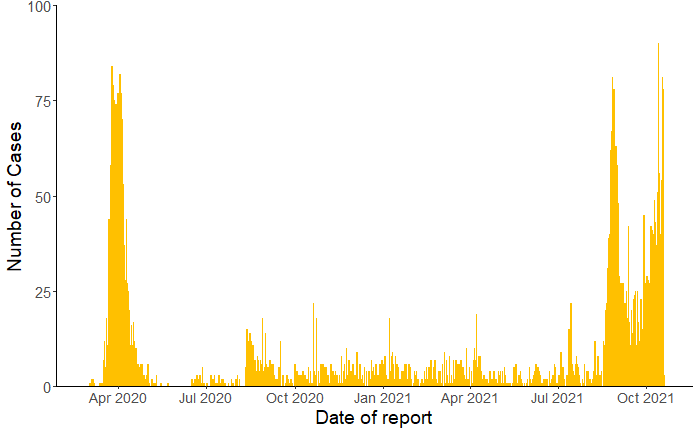 Number of Cases
100
75
50
25
0
Apr 2020 Jul 2020 Oct 2020 Jan 2021 Apr 2021 Jul 2021 Oct 2021
Date of report